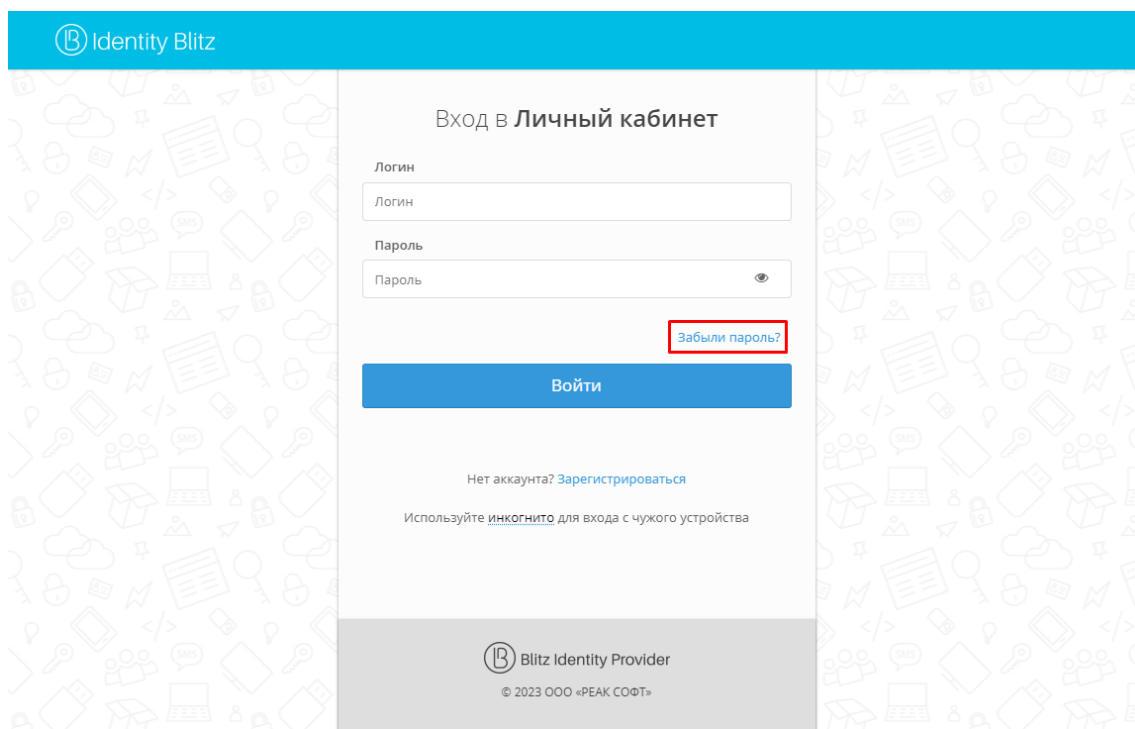 Identity Blitz
Вход в Личный кабинет
Логин
Логин
Пароль
Пароль
Забыли пароль?
Войти
Нет аккаунта? Зарегистрироваться
Используйте инкогнито для входа с чужого устройства
Blitz Identity Provider
© 2023 ООО «РЕАК СОФТ»